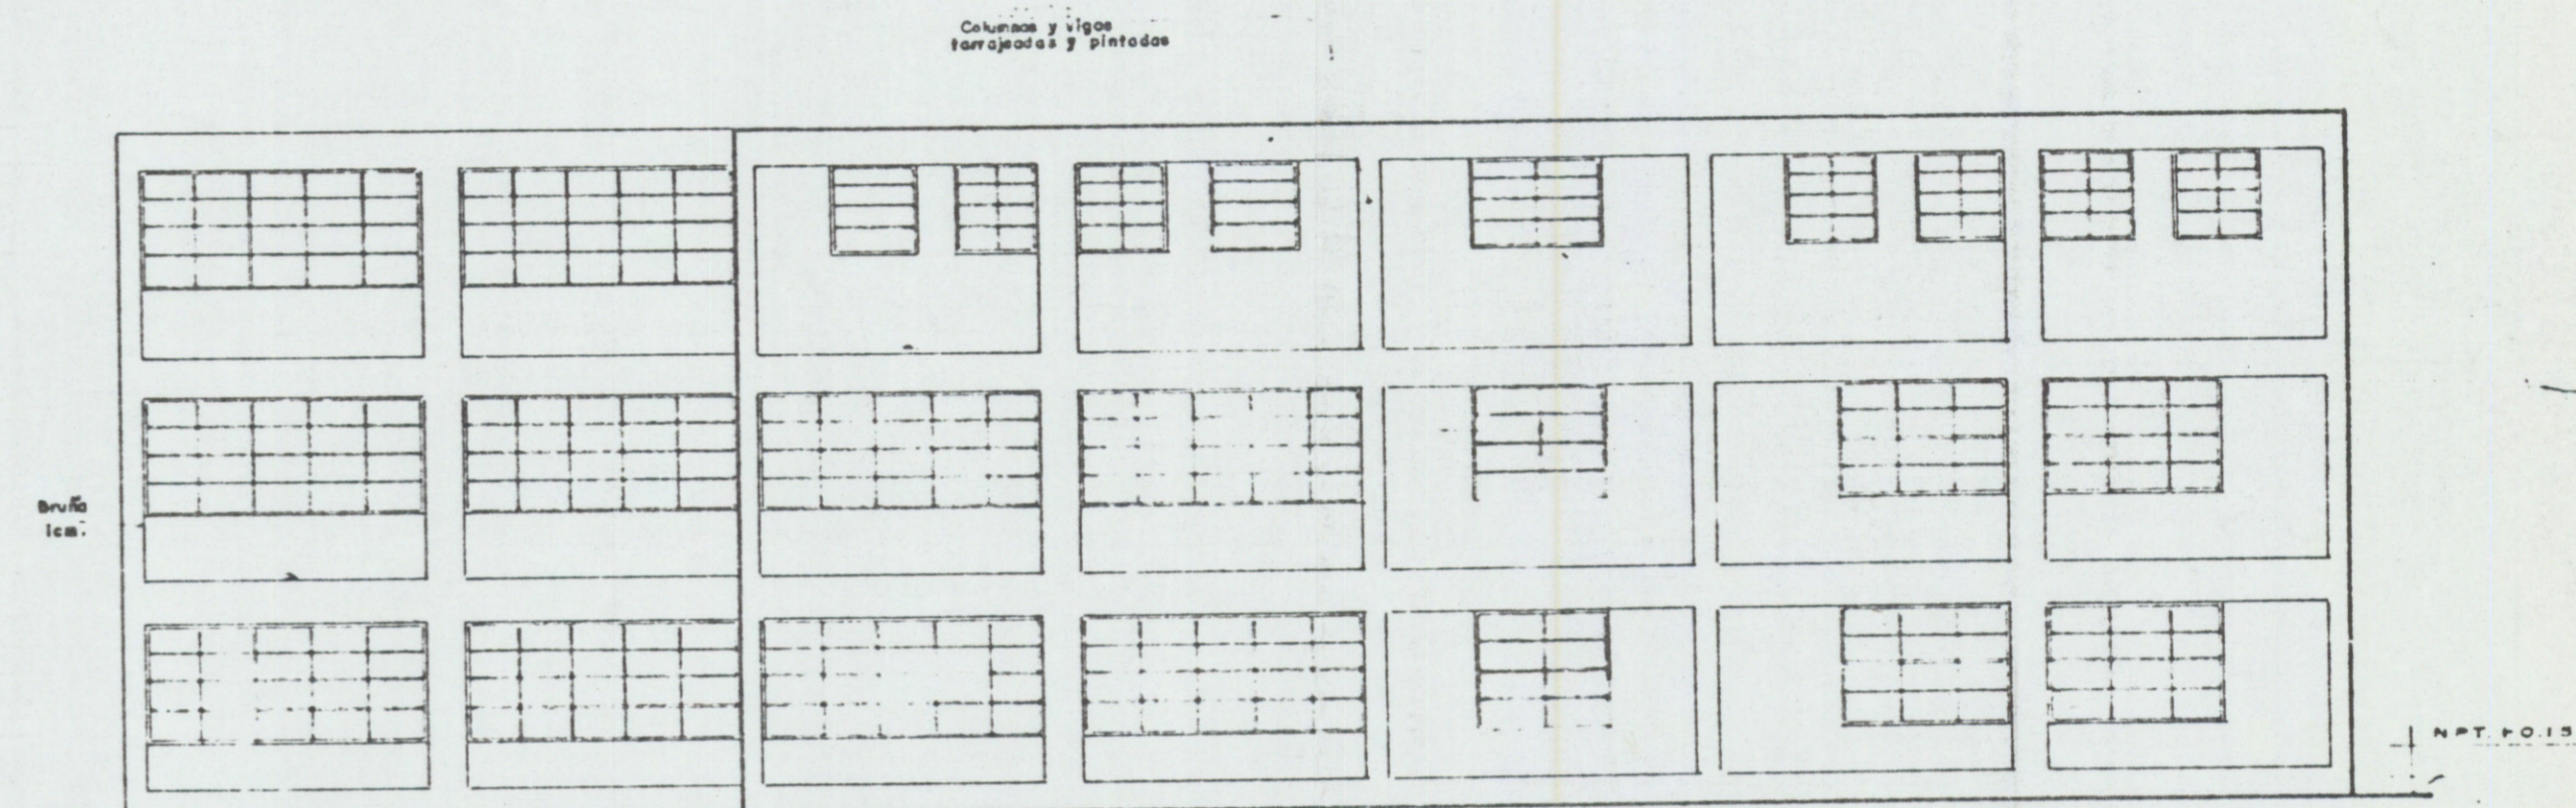 Columnas y vigas
tarrajeadas y pintadas
Bruña
1cm.
NPT. +0.15